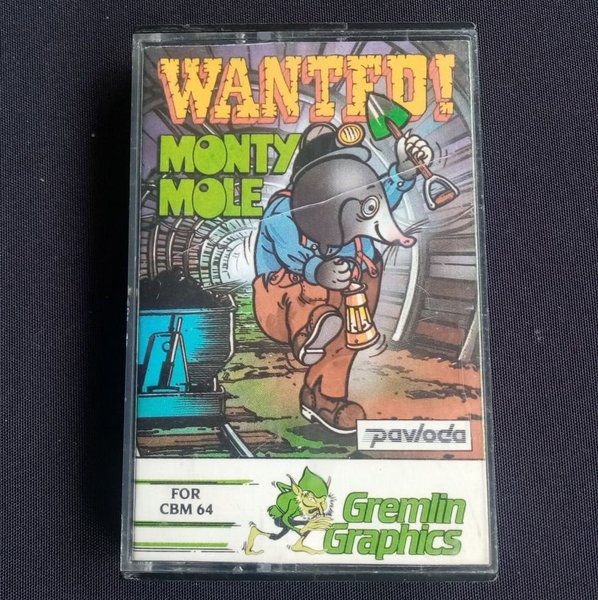 WANTED!
MONTY
MOLE
pavloda
FOR
CBM 64
Gremlin
Graphics